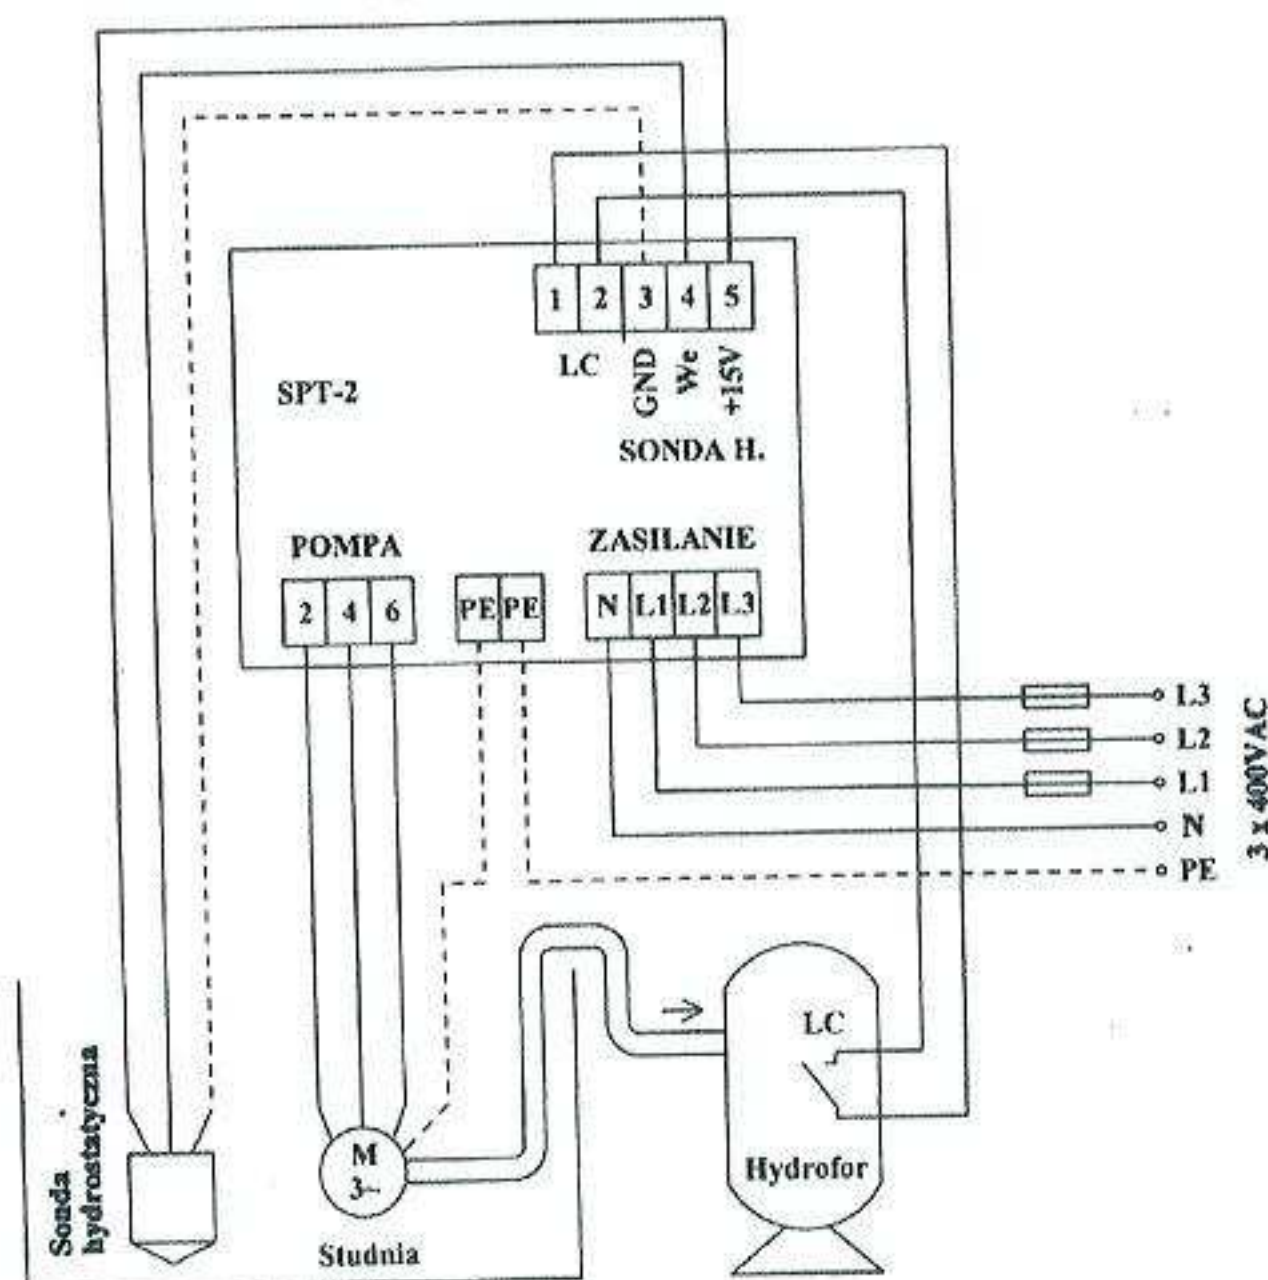 1 2 3 4 5
LC
GND
We
+15V
SPT-2
SONDA H.
POMPA
ZASILANIE
2 4 6
PE PE
N L1 L2 L3
L3
L2
L1
N
PE
3 x 400VAC
LC
Hydrofor
M
3~
Studnia
Sonda
hydrostatyczna